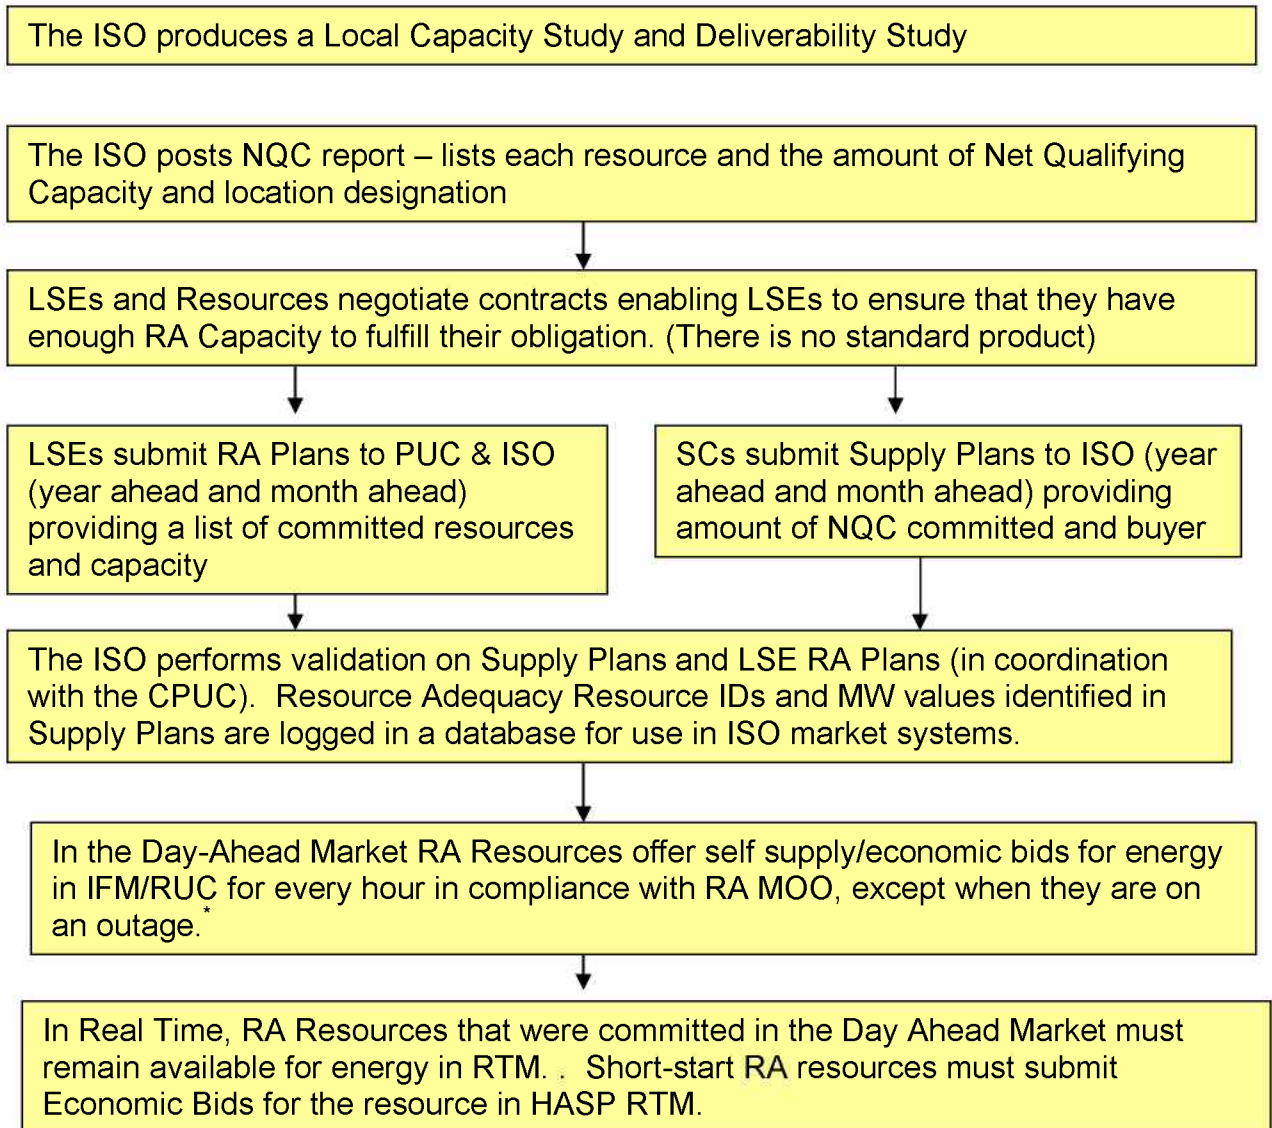 The ISO produces a Local Capacity Study and Deliverability Study
The ISO posts NQC report – lists each resource and the amount of Net Qualifying
Capacity and location designation
LSEs and Resources negotiate contracts enabling LSEs to ensure that they have
enough RA Capacity to fulfill their obligation. (There is no standard product)
LSEs submit RA Plans to PUC & ISO
(year ahead and month ahead)
providing a list of committed resources
and capacity
SCs submit Supply Plans to ISO (year
ahead and month ahead) providing
amount of NQC committed and buyer
The ISO performs validation on Supply Plans and LSE RA Plans (in coordination
with the CPUC). Resource Adequacy Resource IDs and MW values identified in
Supply Plans are logged in a database for use in ISO market systems.
In the Day-Ahead Market RA Resources offer self supply/economic bids for energy
in IFM/RUC for every hour in compliance with RA MOO, except when they are on
an outage.*
In Real Time, RA Resources that were committed in the Day Ahead Market must
remain available for energy in RTM. . Short-start RA resources must submit
Economic Bids for the resource in HASP RTM.